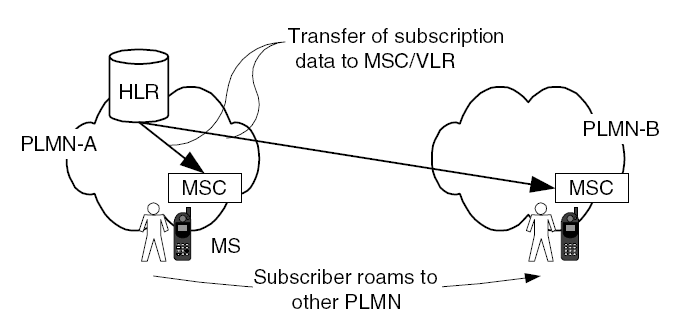 Transfer of subscription
data to MSC/VLR
HLR
PLMN-A
PLMN-B
MSC
MSC
MS
Subscriber roams to
other PLMN